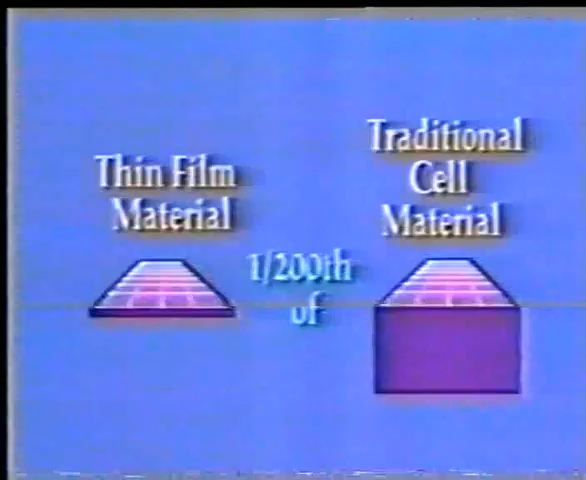 Thin Film
Material
1/200th
of
Traditional
Cell
Material